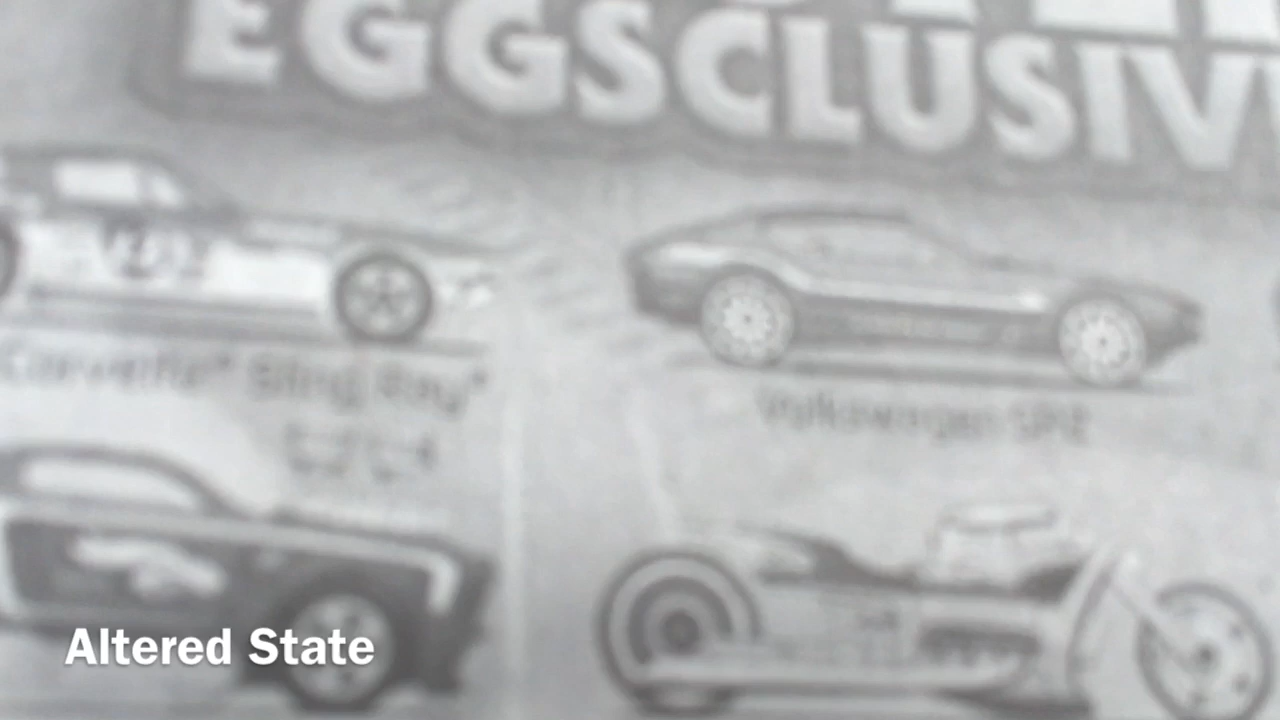 EGGSCLUSIV
Corvette® Sting Ray®
Volkswagen SP2
Altered State